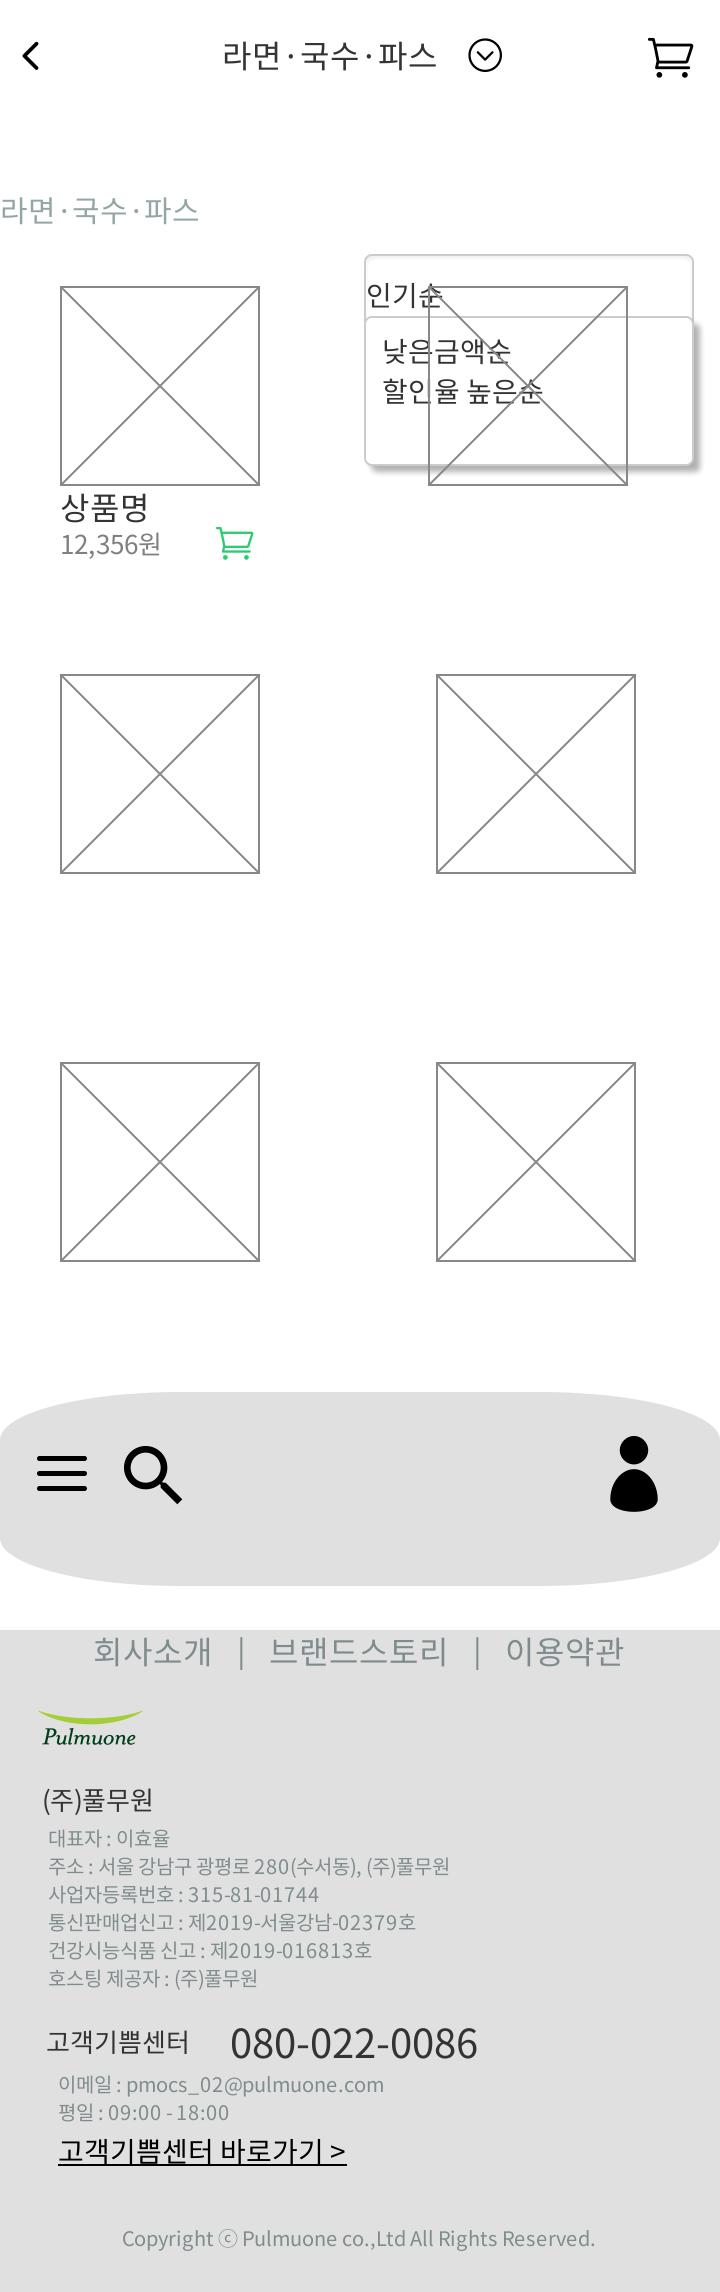 라면·국수·파스
라면·국수·파스
인기순
낮은금액순
할인율 높은순
상품명
12,356원
회사소개 | 브랜드스토리 | 이용약관
Pulmuone
(주)풀무원
대표자 : 이효율
주소 : 서울 강남구 광평로 280(수서동), (주)풀무원
사업자등록번호 : 315-81-01744
통신판매업신고 : 제2019-서울강남-02379호
건강시능식품 신고 : 제2019-016813호
호스팅 제공자 : (주)풀무원
고객기쁨센터 080-022-0086
이메일 : pmocs_02@pulmuone.com
평일 : 09:00 - 18:00
고객기쁨센터 바로가기 >
Copyright ⓒ Pulmuone co.,Ltd All Rights Reserved.